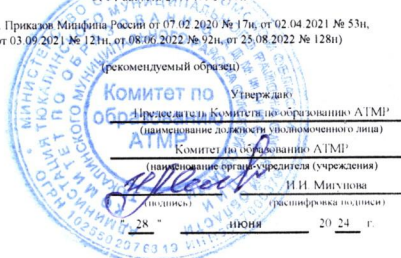 Приказов Минфина России от 07.02.2020 № 17н, от 02.04.2021 № 53н,
от 03.09.2021 № 121н, от 08.06.2022 № 92н, от 25.08.2022 № 128н)
(рекомендуемый образец)
Утверждаю
Председатель Комитета по образованию АТМР
(наименование должности уполномоченного лица)
Комитет по образованию АТМР
(наименование органа-учредителя (учреждения)
И.И. Мигунова
(подпись) (расшифровка подписи)
" 28 " июня 20 24 г.
Комитет по
образованию
АТМР